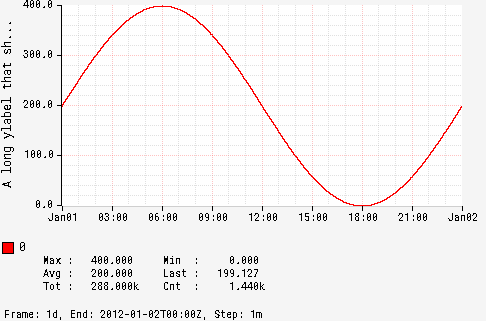 A long ylabel that sh...
400.0
300.0
200.0
100.0
0.0
Jan01 03:00 06:00 09:00 12:00 15:00 18:00 21:00 Jan02
0
Max : 400.000 Min : 0.000
Avg : 200.000 Last : 199.127
Tot : 288.000k Cnt : 1.440k
Frame: 1d, End: 2012-01-02T00:00Z, Step: 1m